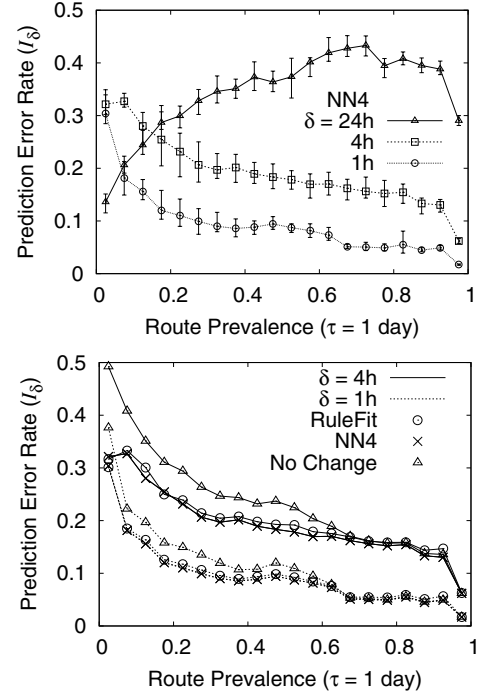 0.5
0.4
0.3
0.2
0.1
0
Prediction Error Rate (I_δ)
NN4
δ = 24h
4h
1h
0 0.2 0.4 0.6 0.8 1
Route Prevalence (τ = 1 day)
0.5
0.4
0.3
0.2
0.1
0
Prediction Error Rate (I_δ)
δ = 4h
δ = 1h
RuleFit
NN4
No Change
0 0.2 0.4 0.6 0.8 1
Route Prevalence (τ = 1 day)